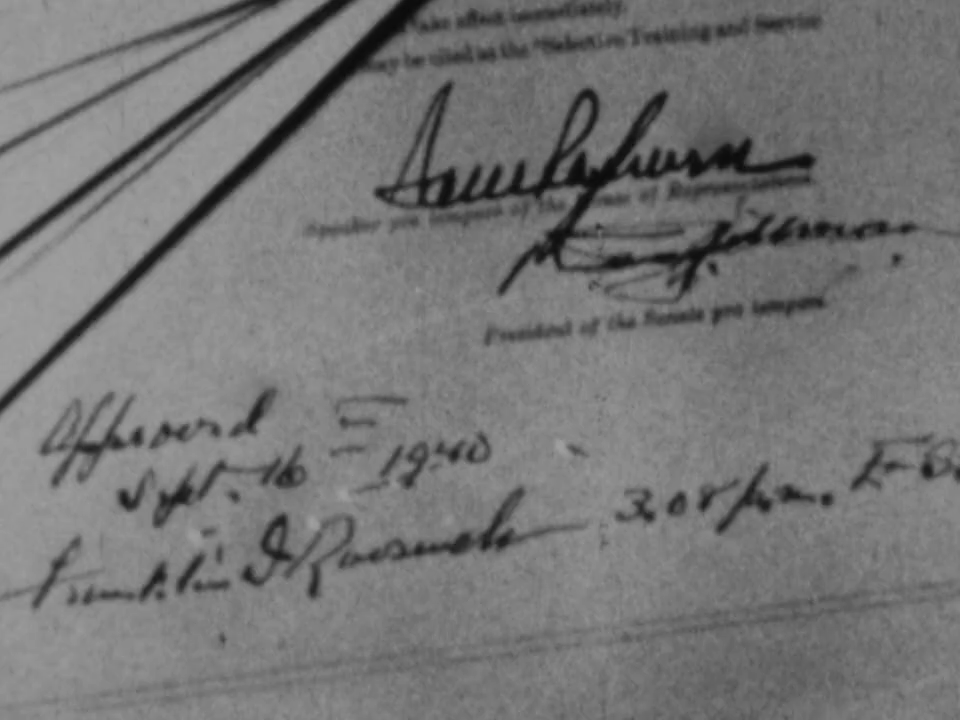 take effect immediately.
may be cited as the "Selective Training and Service
Sam Rayburn
Speaker pro tempore of the House of Representatives.
President of the Senate pro tempore.
Approved
Sept. 16 - 1940
Franklin D Roosevelt 3.08 p.m.